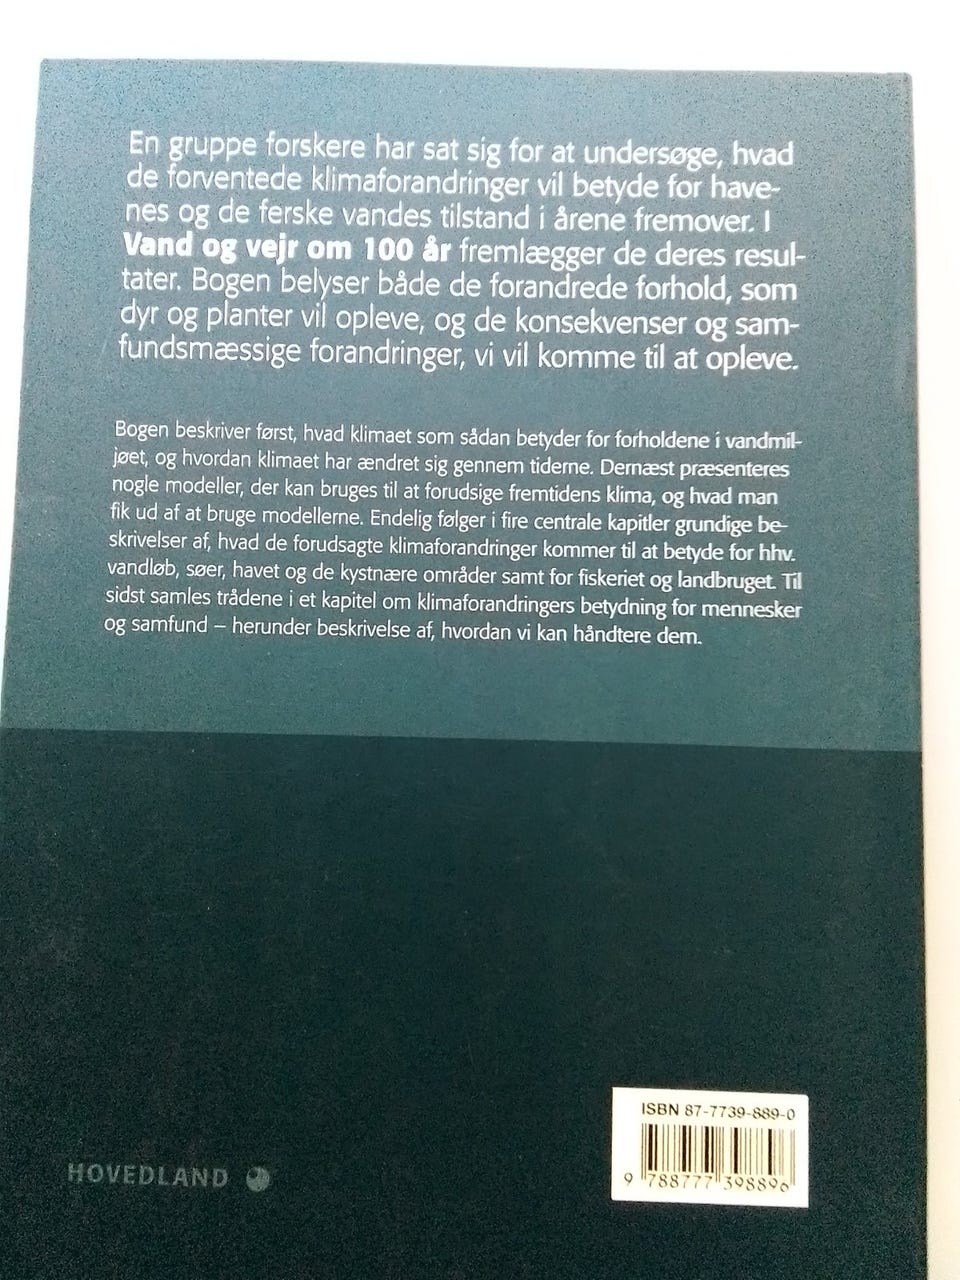 En gruppe forskere har sat sig for at undersøge, hvad
de forventede klimaforandringer vil betyde for have-
nes og de ferske vandes tilstand i årene fremover. I
Vand og vejr om 100 år fremlægger de deres resul-
tater. Bogen belyser både de forandrede forhold, som
dyr og planter vil opleve, og de konsekvenser og sam-
fundsmæssige forandringer, vi vil komme til at opleve.
Bogen beskriver først, hvad klimaet som sådan betyder for forholdene i vandmil-
jøet, og hvordan klimaet har ændret sig gennem tiderne. Dernæst præsenteres
nogle modeller, der kan bruges til at forudsige fremtidens klima, og hvad man
fik ud af at bruge modellerne. Endelig følger i fire centrale kapitler grundige be-
skrivelser af, hvad de forudsagte klimaforandringer kommer til at betyde for hhv.
vandløb, søer, havet og de kystnære områder samt for fiskeriet og landbruget. Til
sidst samles trådene i et kapitel om klimaforandringers betydning for mennesker
og samfund – herunder beskrivelse af, hvordan vi kan håndtere dem.
ISBN 87-7739-889-0
9 788777 398896
HOVEDLAND